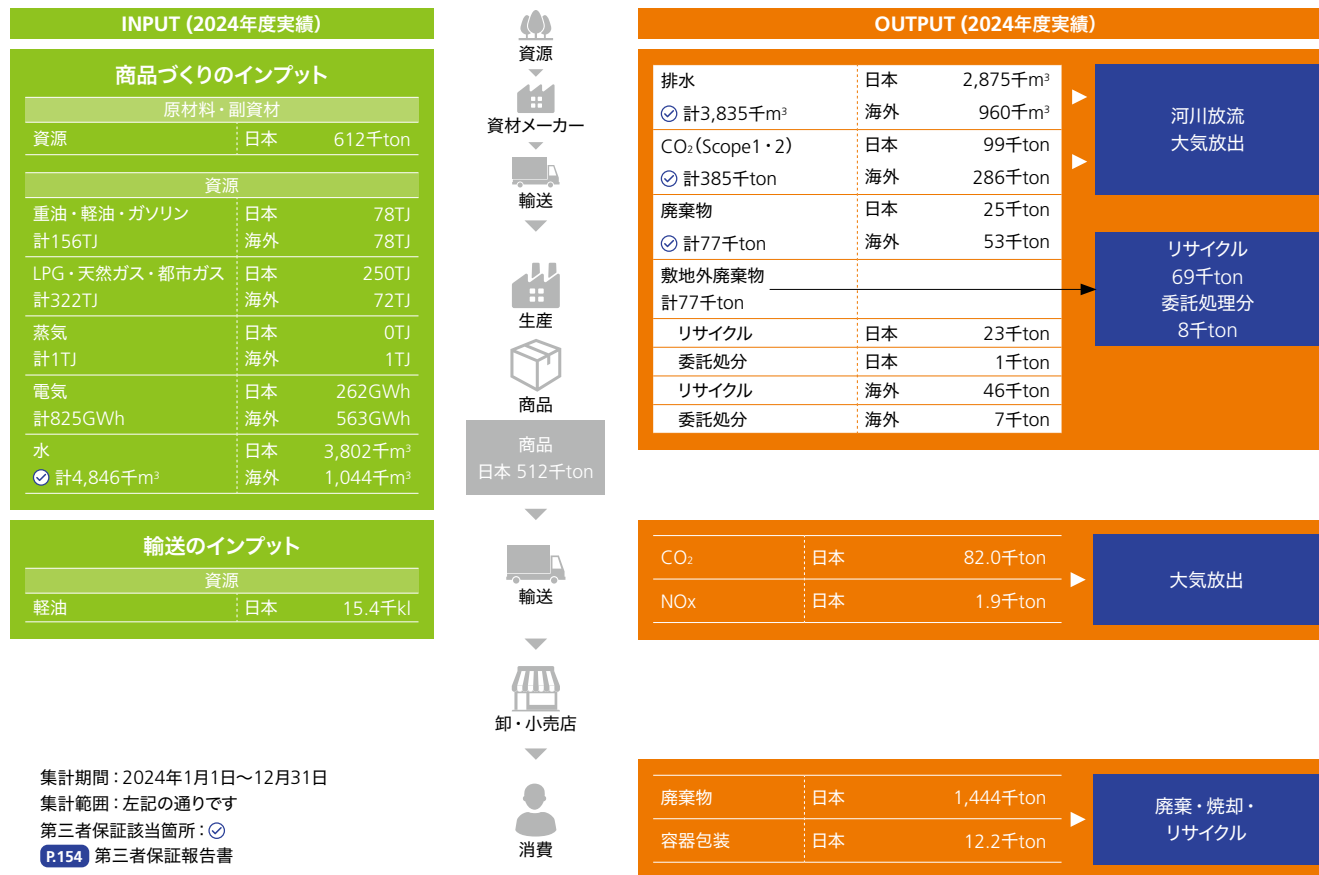 INPUT (2024年度実績)
商品づくりのインプット
原材料・副資材
資源 日本 612千ton
資源
重油・軽油・ガソリン 日本 78TJ
計156TJ 海外 78TJ
LPG・天然ガス・都市ガス 日本 250TJ
計322TJ 海外 72TJ
蒸気 日本 0TJ
計1TJ 海外 1TJ
電気 日本 262GWh
計825GWh 海外 563GWh
水 日本 3,802千m³
計4,846千m³ 海外 1,044千m³
輸送のインプット
資源
軽油 日本 15.4千kl
集計期間：2024年1月1日～12月31日
集計範囲：左記の通りです
第三者保証該当箇所：
P.154 第三者保証報告書
資源
資材メーカー
輸送
生産
商品
商品
日本 512千ton
輸送
卸・小売店
消費
OUTPUT (2024年度実績)
排水 日本 2,875千m³
計3,835千m³ 海外 960千m³
CO₂(Scope1・2) 日本 99千ton
計385千ton 海外 286千ton
廃棄物 日本 25千ton
計77千ton 海外 53千ton
敷地外廃棄物
計77千ton
リサイクル 日本 23千ton
委託処分 日本 1千ton
リサイクル 海外 46千ton
委託処分 海外 7千ton
河川放流
大気放出
リサイクル
69千ton
委託処理分
8千ton
CO₂ 日本 82.0千ton
NOx 日本 1.9千ton
大気放出
廃棄物 日本 1,444千ton
容器包装 日本 12.2千ton
廃棄・焼却・
リサイクル